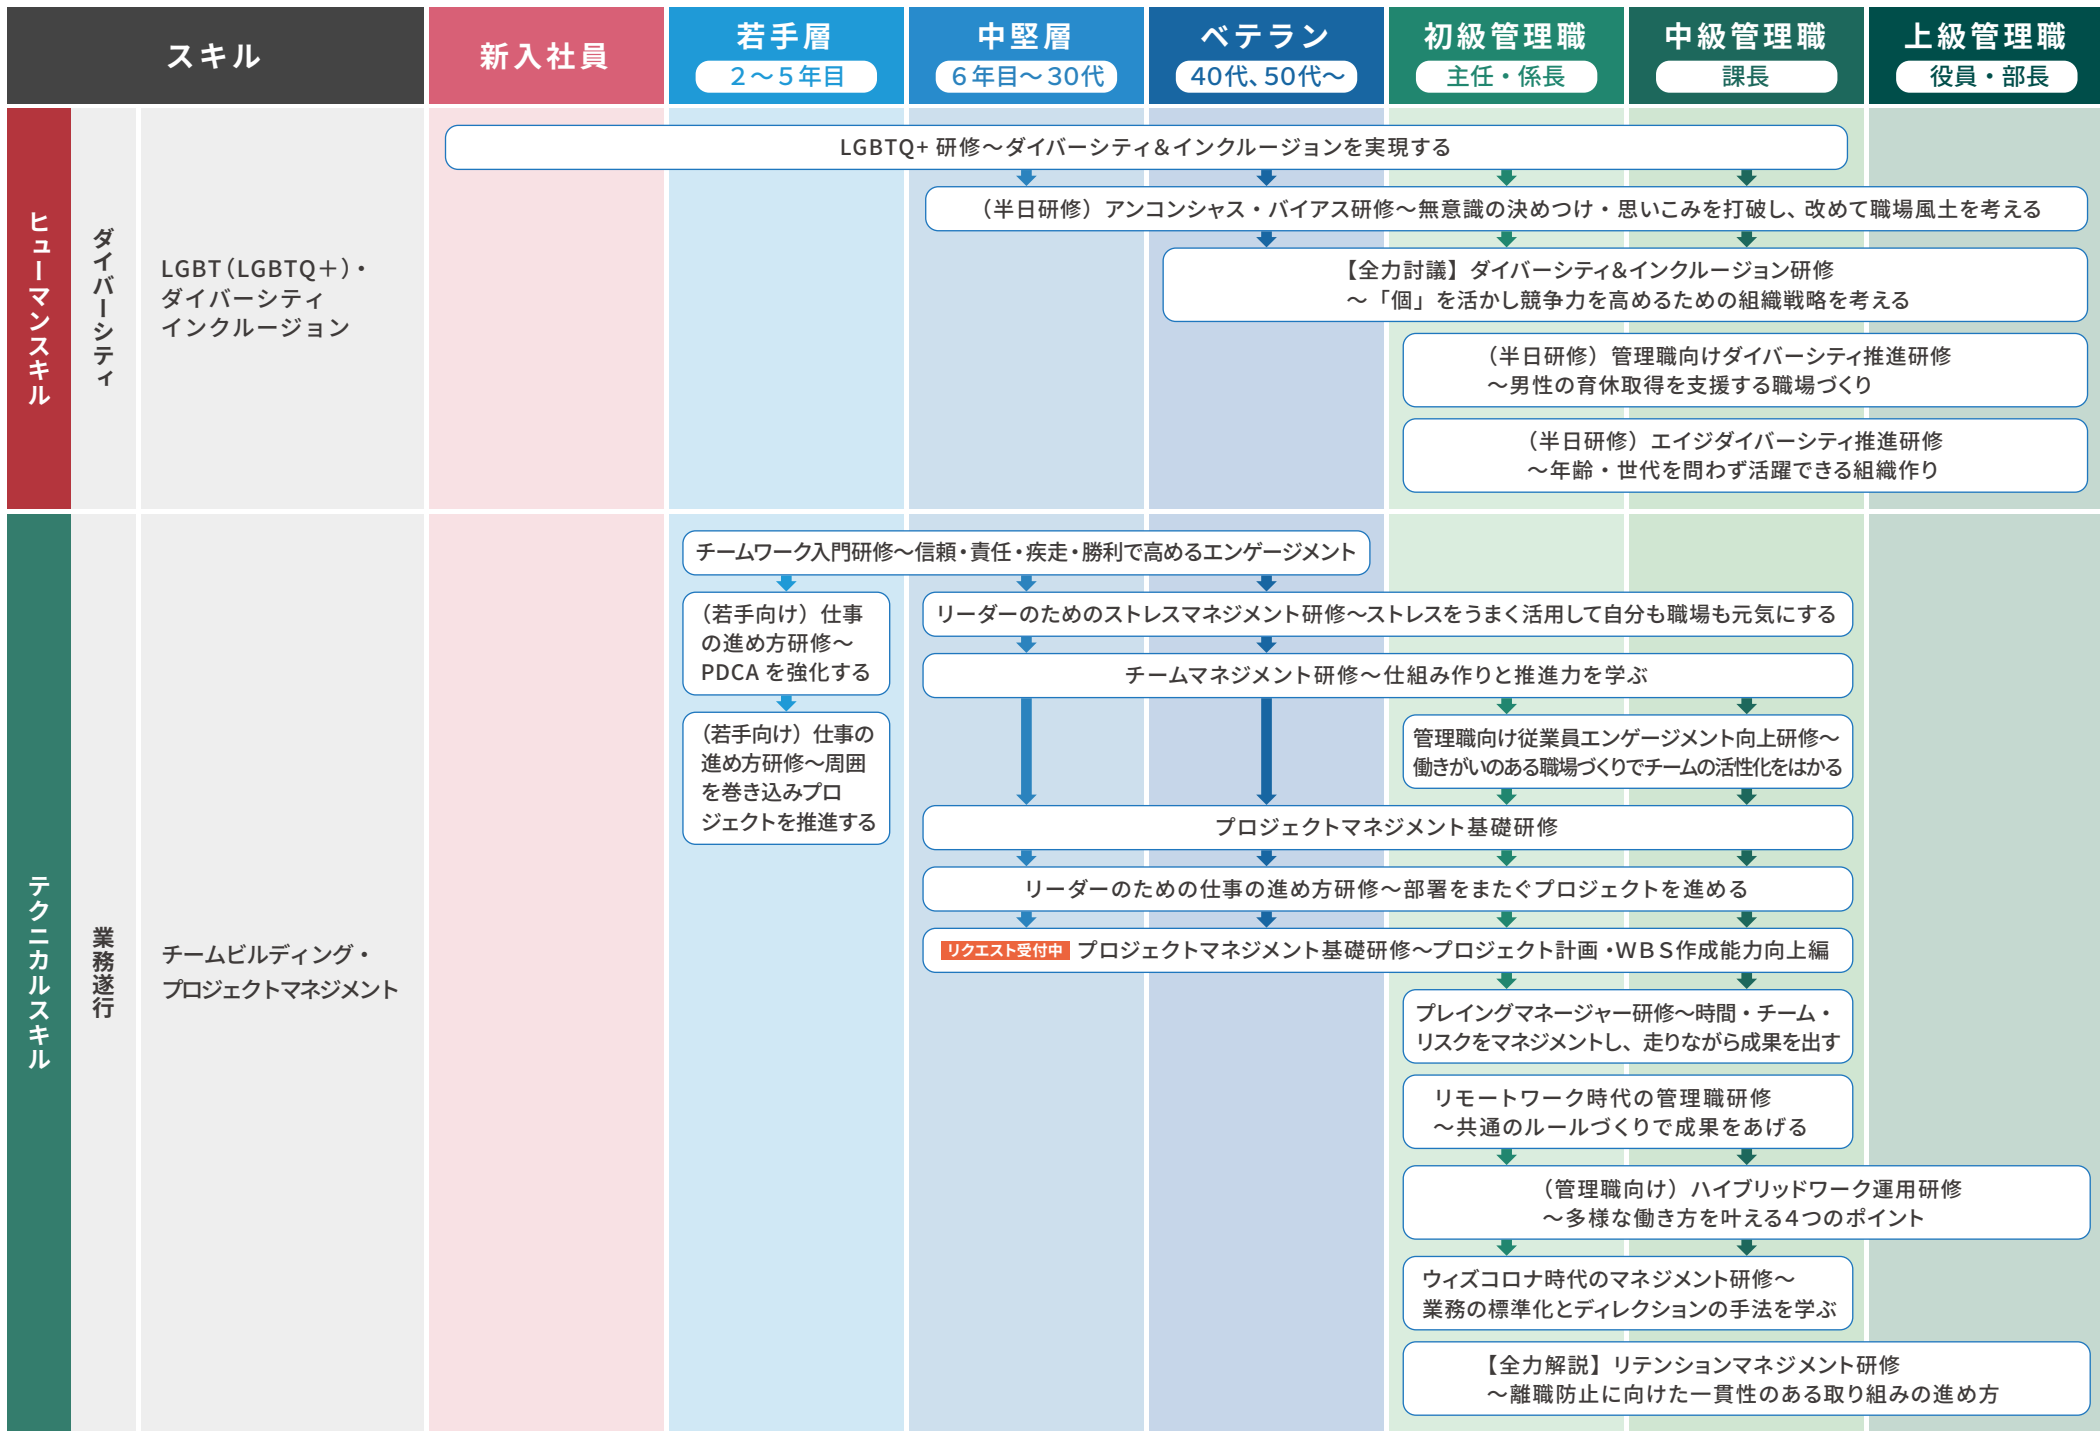 スキル
新入社員
若手層
２～５年目
中堅層
６年目～30代
ベテラン
40代、50代～
初級管理職
主任・係長
中級管理職
課長
上級管理職
役員・部長
ヒューマンスキル
ダイバーシティ
LGBT（LGBTQ＋）・
ダイバーシティ
インクルージョン
LGBTQ+ 研修～ダイバーシティ＆インクルージョンを実現する
（半日研修）アンコンシャス・バイアス研修～無意識の決めつけ・思いこみを打破し、改めて職場風土を考える
【全力討議】ダイバーシティ&インクルージョン研修
～「個」を活かし競争力を高めるための組織戦略を考える
（半日研修）管理職向けダイバーシティ推進研修
～男性の育休取得を支援する職場づくり
（半日研修）エイジダイバーシティ推進研修
～年齢・世代を問わず活躍できる組織作り
テクニカルスキル
業務遂行
チームビルディング・
プロジェクトマネジメント
チームワーク入門研修～信頼・責任・疾走・勝利で高めるエンゲージメント
（若手向け）仕事
の進め方研修～
PDCA を強化する
（若手向け）仕事の
進め方研修～周囲
を巻き込みプロ
ジェクトを推進する
リーダーのためのストレスマネジメント研修～ストレスをうまく活用して自分も職場も元気にする
チームマネジメント研修～仕組み作りと推進力を学ぶ
管理職向け従業員エンゲージメント向上研修～
働きがいのある職場づくりでチームの活性化をはかる
プロジェクトマネジメント基礎研修
リーダーのための仕事の進め方研修～部署をまたぐプロジェクトを進める
リクエスト受付中 プロジェクトマネジメント基礎研修～プロジェクト計画・ＷＢＳ作成能力向上編
プレイングマネージャー研修～時間・チーム・
リスクをマネジメントし、走りながら成果を出す
リモートワーク時代の管理職研修
～共通のルールづくりで成果をあげる
（管理職向け）ハイブリッドワーク運用研修
～多様な働き方を叶える４つのポイント
ウィズコロナ時代のマネジメント研修～
業務の標準化とディレクションの手法を学ぶ
【全力解説】リテンションマネジメント研修
～離職防止に向けた一貫性のある取り組みの進め方